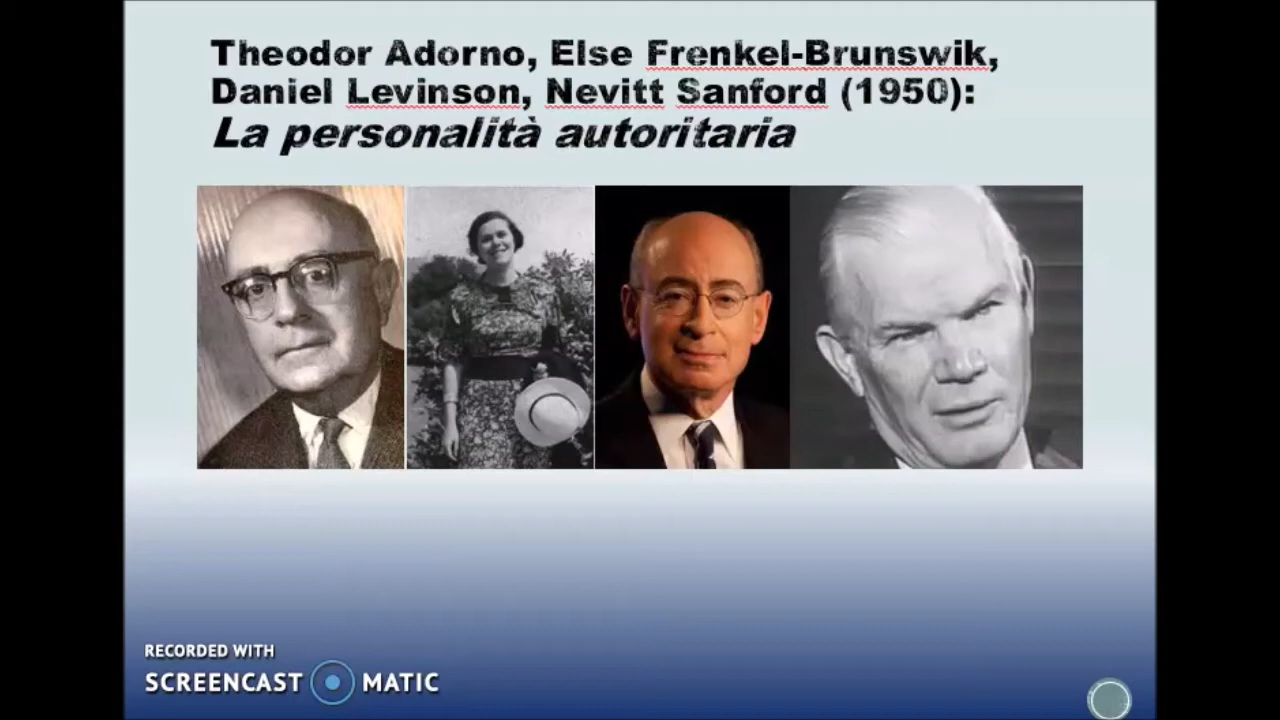 Theodor Adorno, Else Frenkel-Brunswik,
Daniel Levinson, Nevitt Sanford (1950):
La personalità autoritaria
RECORDED WITH
SCREENCAST MATIC